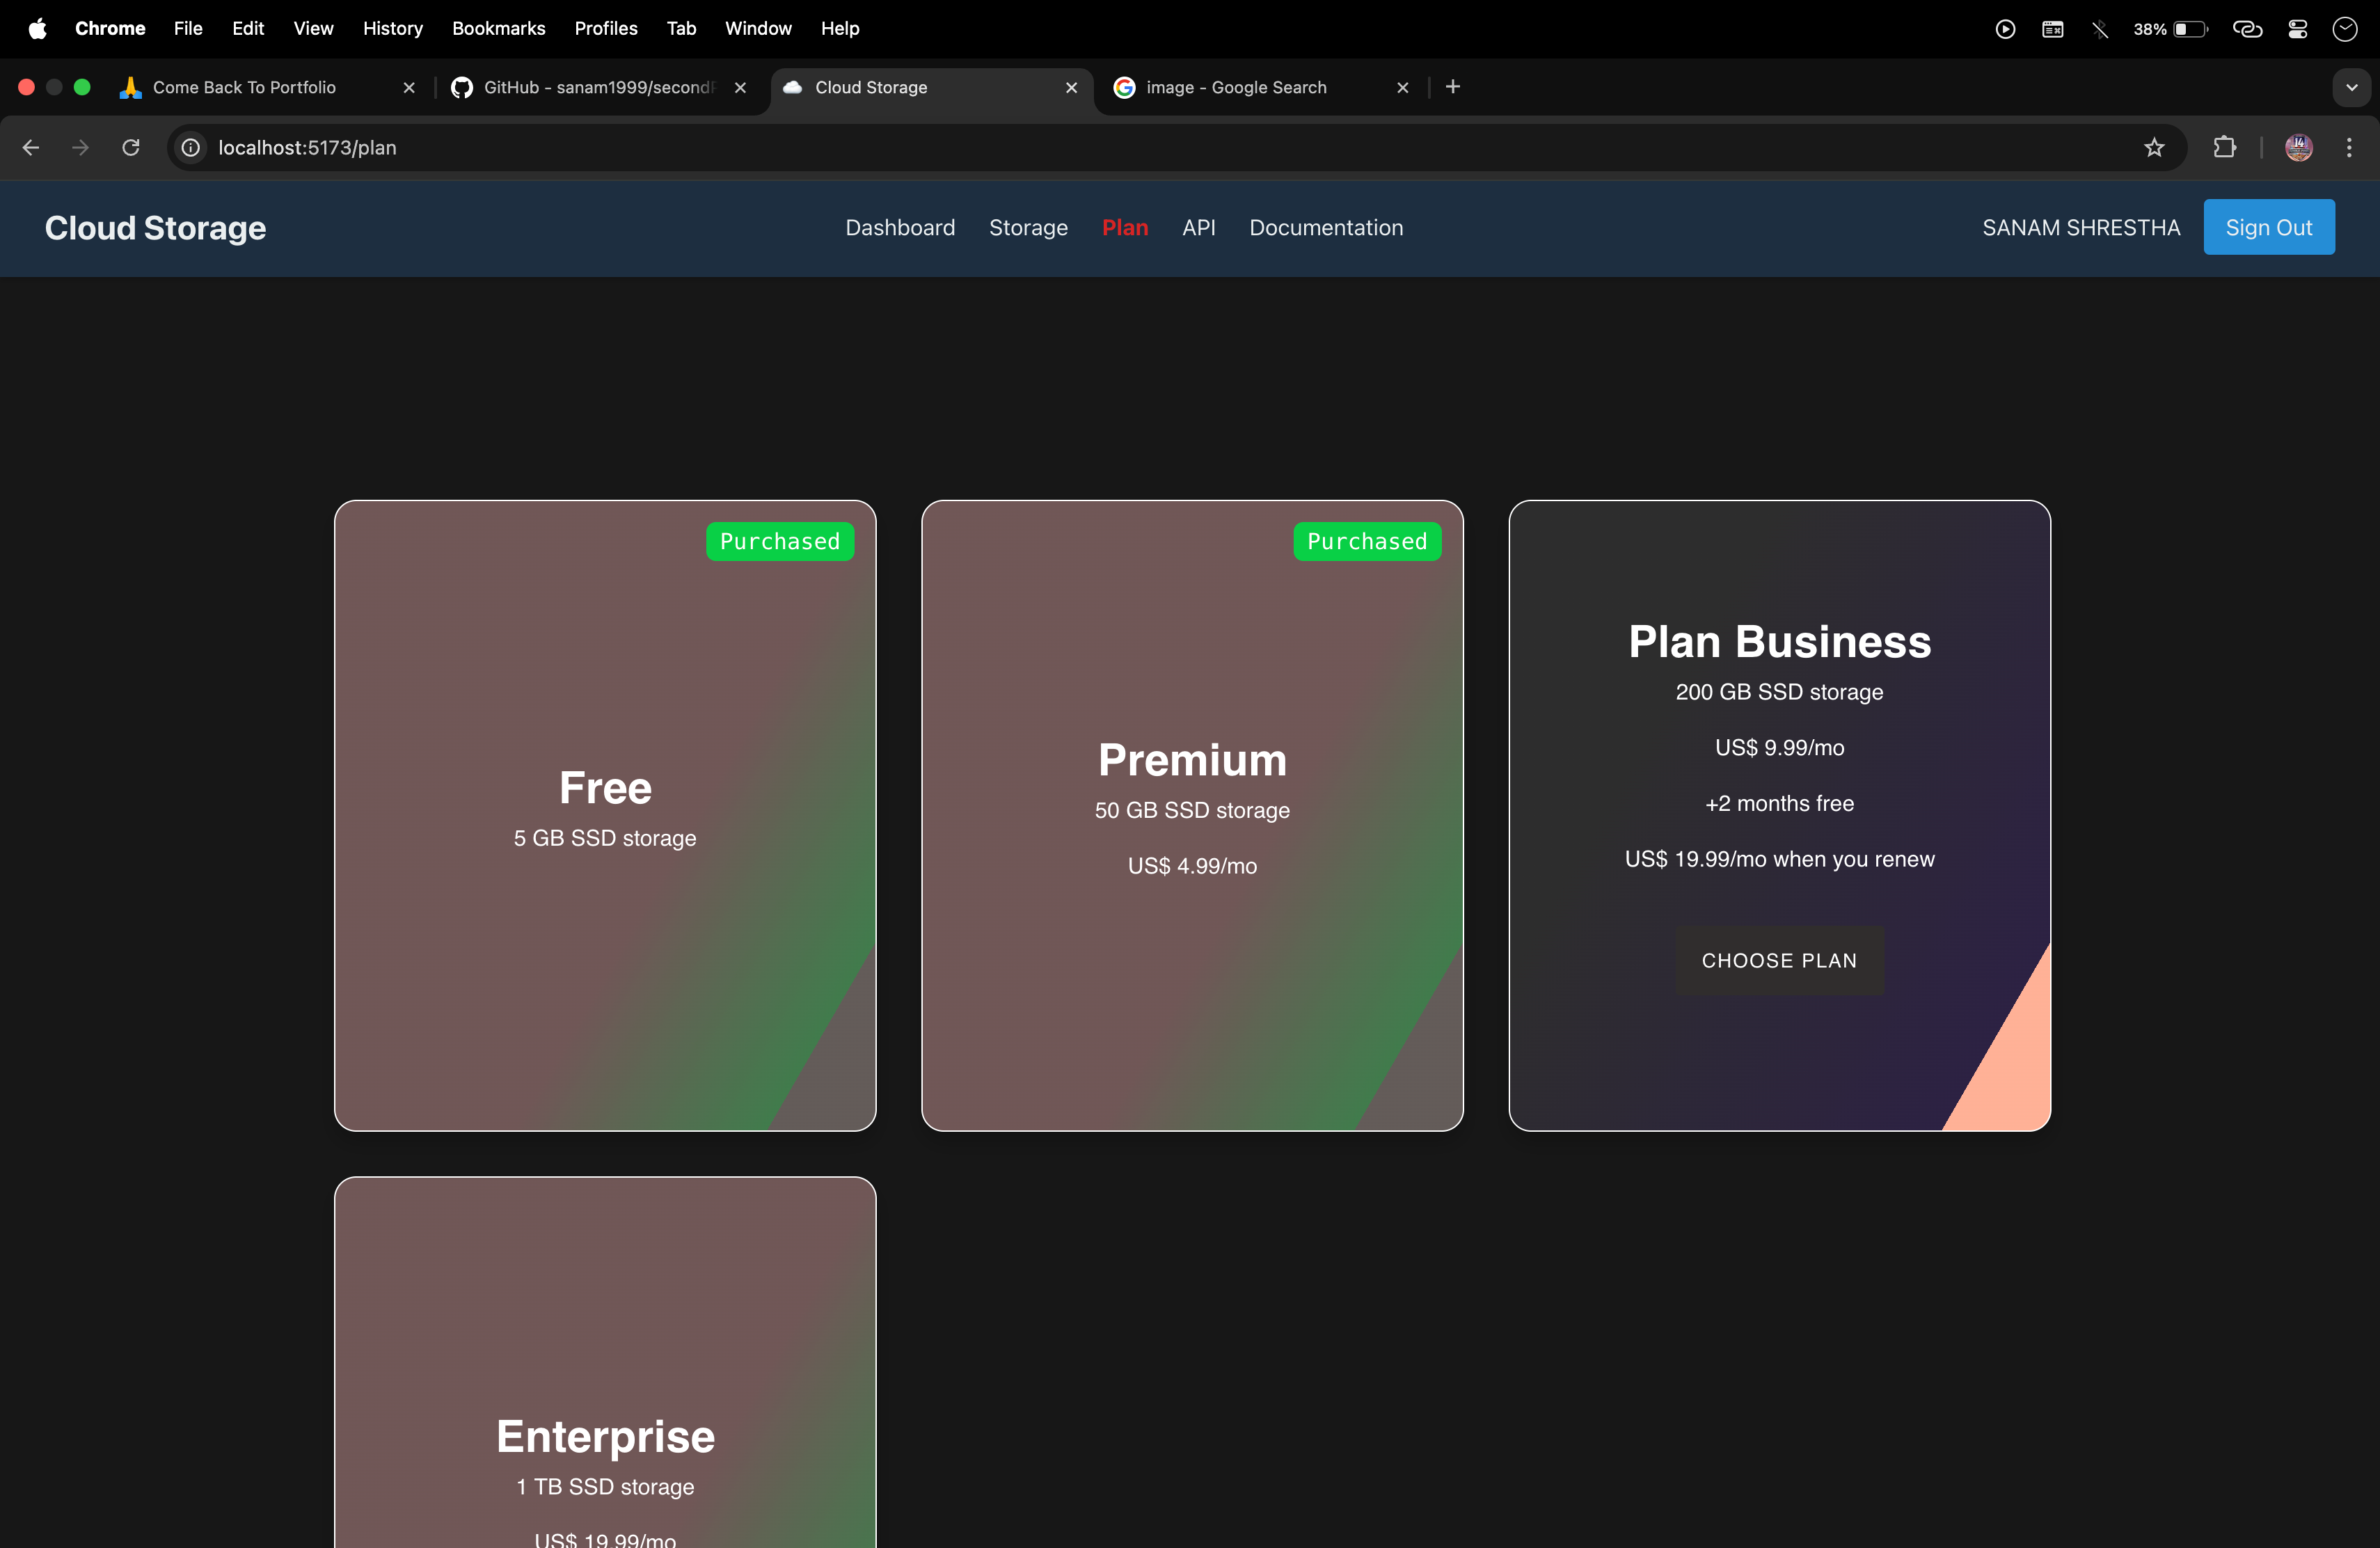 Chrome File Edit View History Bookmarks Profiles Tab Window Help 38%
Come Back To Portfolio GitHub - sanam1999/second Cloud Storage image - Google Search
localhost:5173/plan
Cloud Storage Dashboard Storage Plan API Documentation SANAM SHRESTHA Sign Out
Purchased
Free
5 GB SSD storage
Purchased
Premium
50 GB SSD storage
US$ 4.99/mo
Plan Business
200 GB SSD storage
US$ 9.99/mo
+2 months free
US$ 19.99/mo when you renew
CHOOSE PLAN
Enterprise
1 TB SSD storage
US$ 19.99/mo